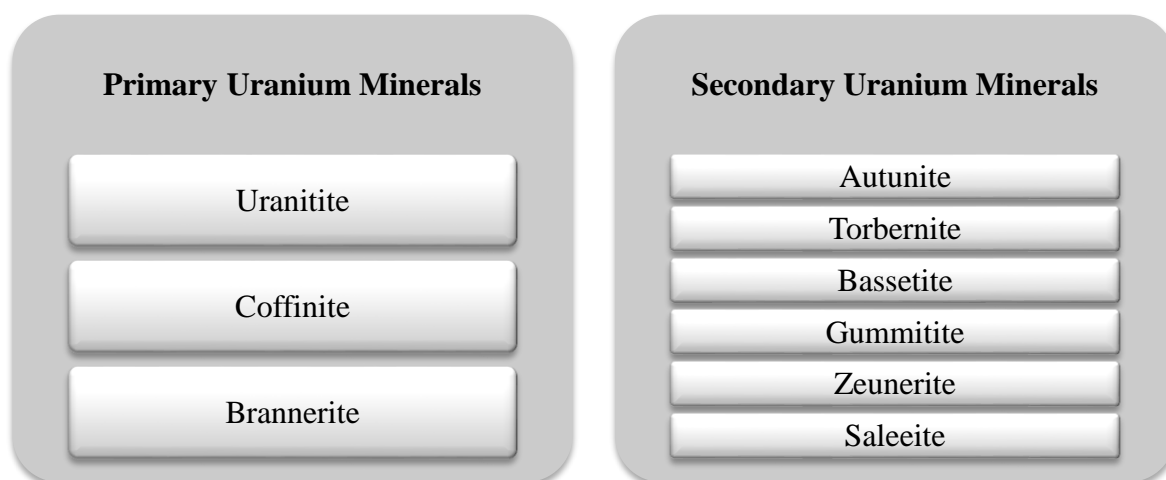 Primary Uranium Minerals
Uranitite
Coffinite
Brannerite
Secondary Uranium Minerals
Autunite
Torbernite
Bassetite
Gummitite
Zeunerite
Saleeite